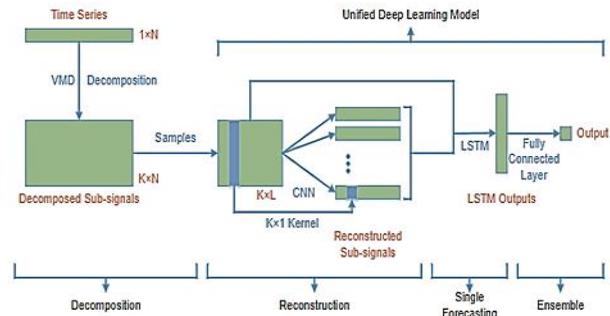 Time Series
Unified Deep Learning Model
1×N
VMD Decomposition
Samples
K×N
Decomposed Sub-signals
K×L
CNN
K×1 Kernel
Reconstructed
Sub-signals
LSTM
LSTM Outputs
Fully
Connected
Layer
Output
Decomposition
Reconstruction
Single
Forecasting
Ensemble